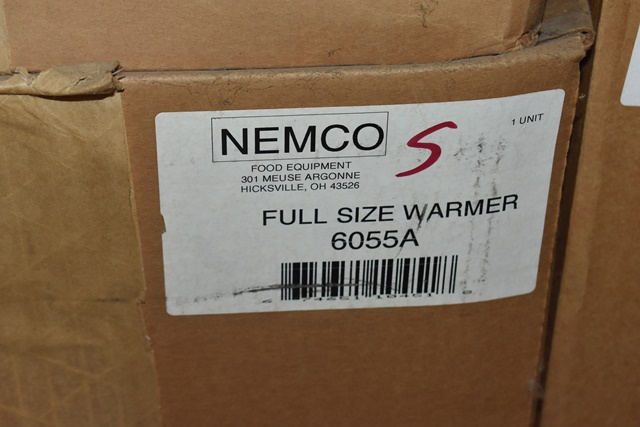 NEMCO S
1 UNIT
FOOD EQUIPMENT
301 MEUSE ARGONNE
HICKSVILLE, OH 43526
FULL SIZE WARMER
6055A